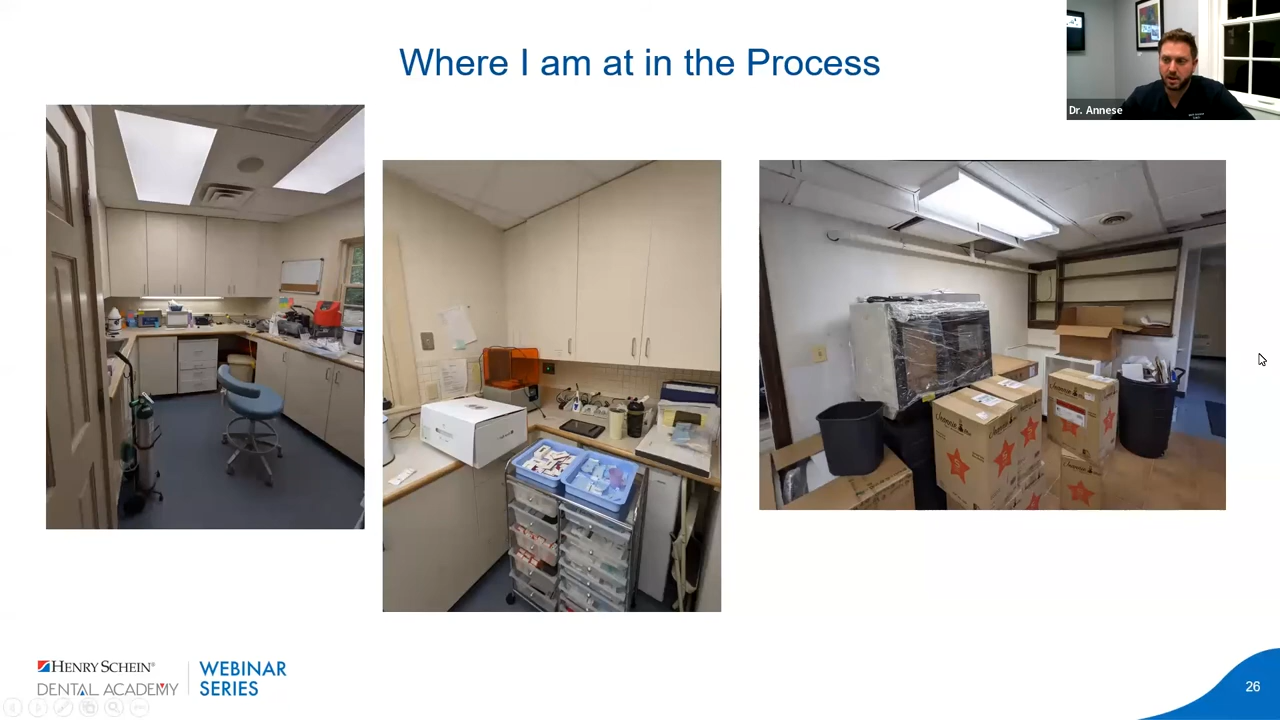 Where I am at in the Process
Dr. Annese
HENRY SCHEIN®
DENTAL ACADEMY
WEBINAR
SERIES
26